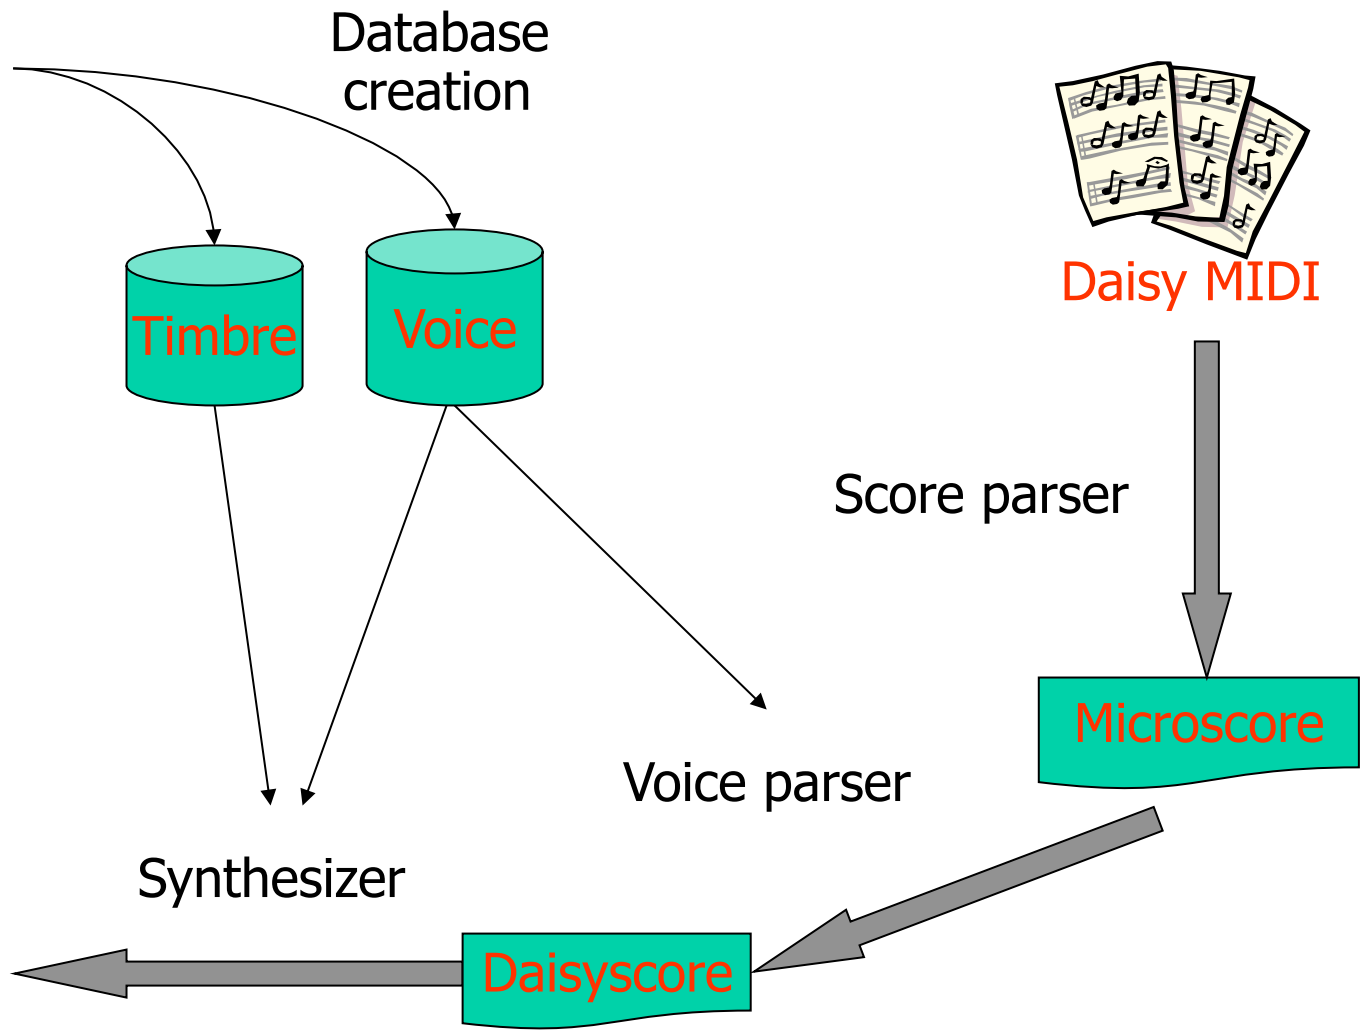 Database
creation
Daisy MIDI
Timbre
Voice
Score parser
Microscore
Voice parser
Synthesizer
Daisyscore